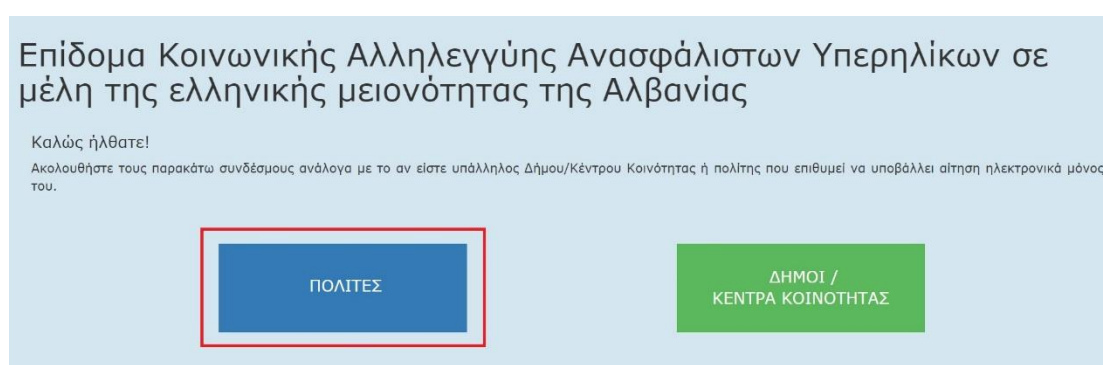 Επίδομα Κοινωνικής Αλληλεγγύης Ανασφάλιστων Υπερηλίκων σε
μέλη της ελληνικής μειονότητας της Αλβανίας
Καλώς ήλθατε!
Ακολουθήστε τους παρακάτω συνδέσμους ανάλογα με το αν είστε υπάλληλος Δήμου/Κέντρου Κοινότητας ή πολίτης που επιθυμεί να υποβάλλει αίτηση ηλεκτρονικά μόνος
του.
ΠΟΛΙΤΕΣ
ΔΗΜΟΙ /
ΚΕΝΤΡΑ ΚΟΙΝΟΤΗΤΑΣ